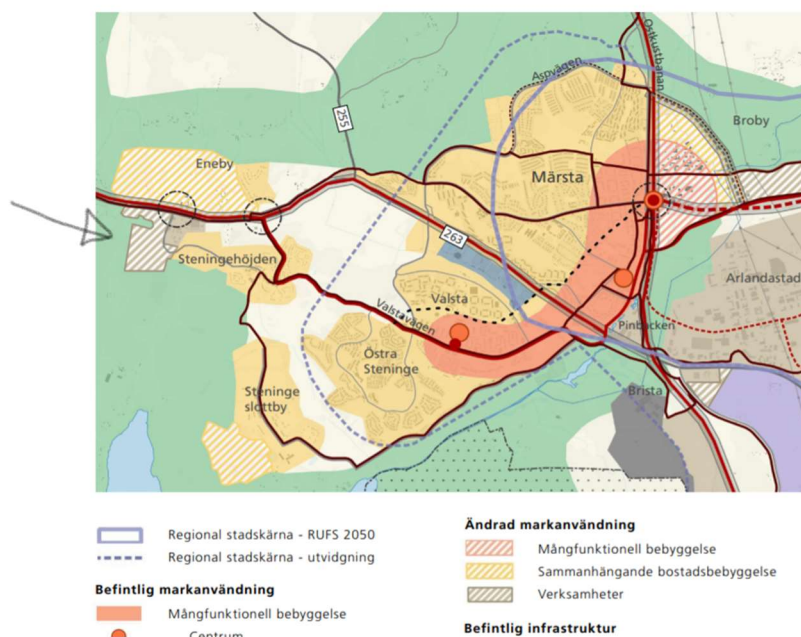 Ostkustbanan
Aspvägen
Broby
255
Eneby
Märsta
263
Steningehöjden
Arlandastad
Valsta
Valstavägen
Pinbacken
Östra
Steninge
Steninge
slottby
Brista
Regional stadskärna - RUFS 2050
Regional stadskärna - utvidgning
Befintlig markanvändning
Mångfunktionell bebyggelse
Centrum
Ändrad markanvändning
Mångfunktionell bebyggelse
Sammanhängande bostadsbebyggelse
Verksamheter
Befintlig infrastruktur